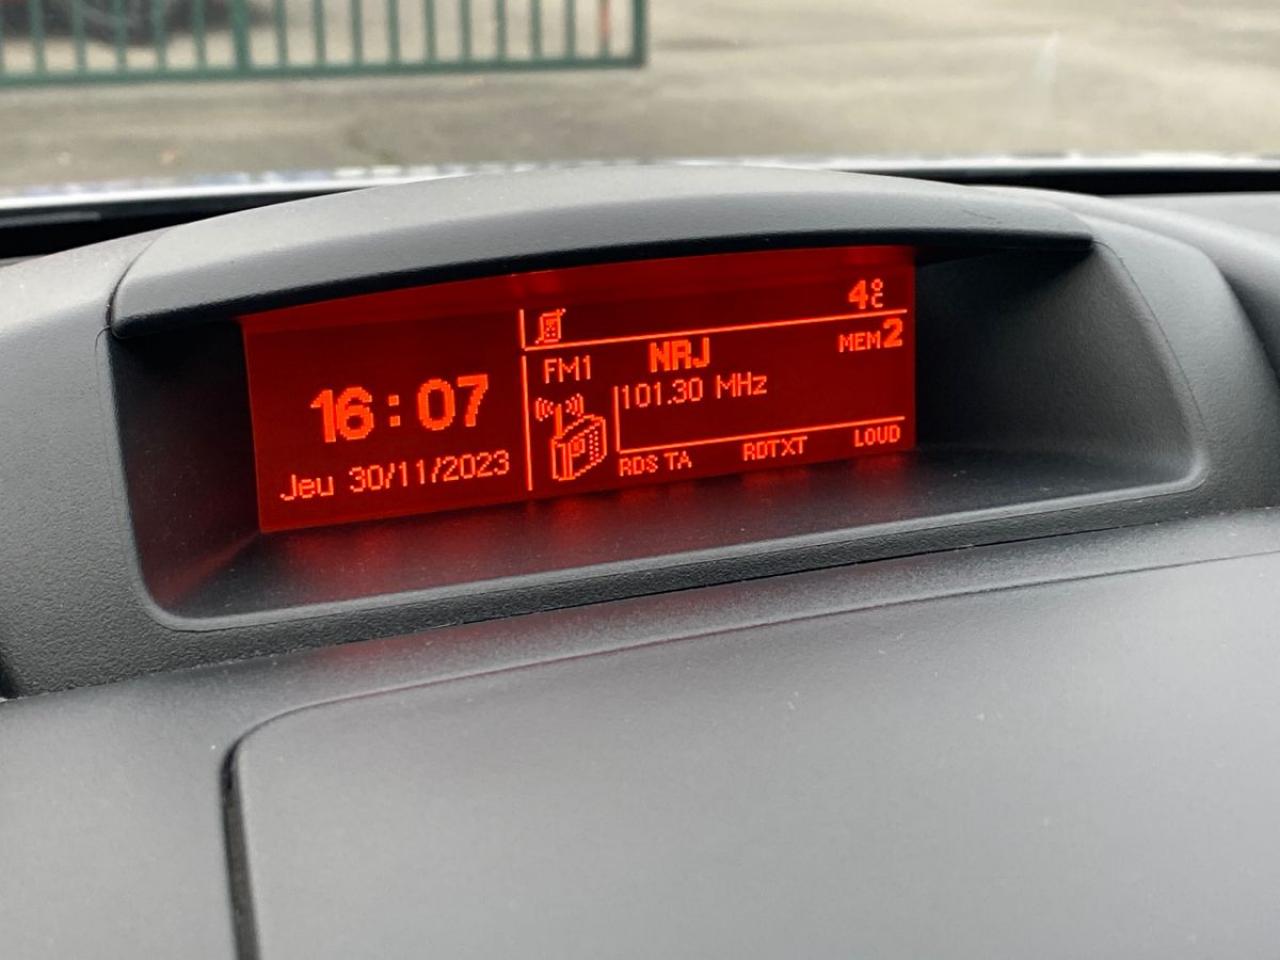 16:07
Jeu 30/11/2023
4°C
FM1 NRJ MEM2
101.30 MHz
RDS TA RDTXT LOUD